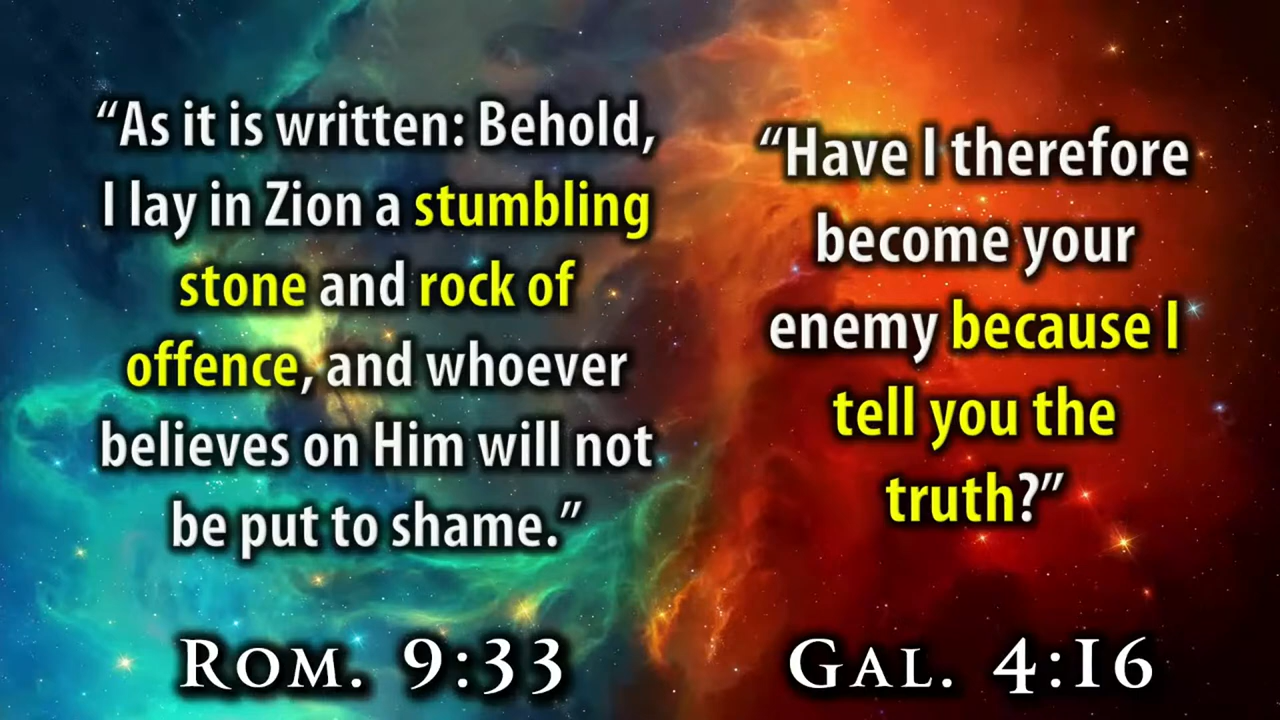 “As it is written: Behold,
I lay in Zion a stumbling
stone and rock of
offence, and whoever
believes on Him will not
be put to shame.”
Rom. 9:33
“Have I therefore
become your
enemy because I
tell you the
truth?”
Gal. 4:16